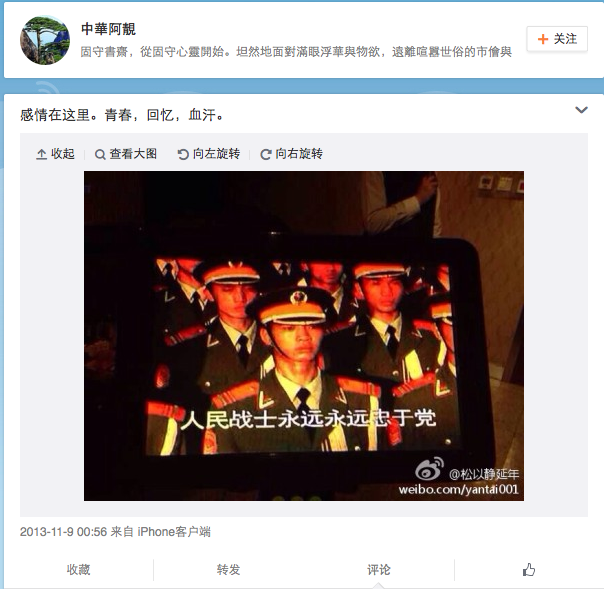 中華阿靚
固守書齋，從固守心靈開始。坦然地面對滿眼浮華與物欲，遠離喧囂世俗的市儈與
+ 关注
感情在这里。青春，回忆，血汗。
收起 查看大图 向左旋转 向右旋转
人民战士永远永远忠于党
@松以静延年
weibo.com/yantai001
2013-11-9 00:56 来自 iPhone客户端
收藏 转发 评论